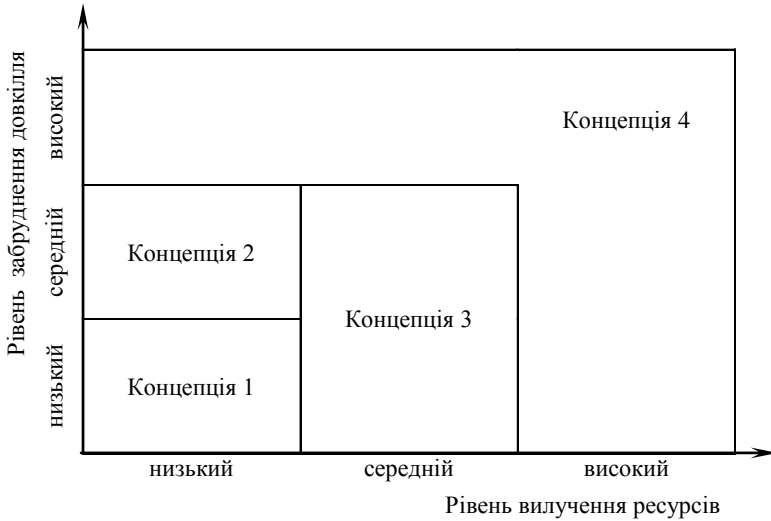 Рівень забруднення довкілля
високий
середній
низький
Концепція 4
Концепція 2
Концепція 3
Концепція 1
низький
середній
високий
Рівень вилучення ресурсів